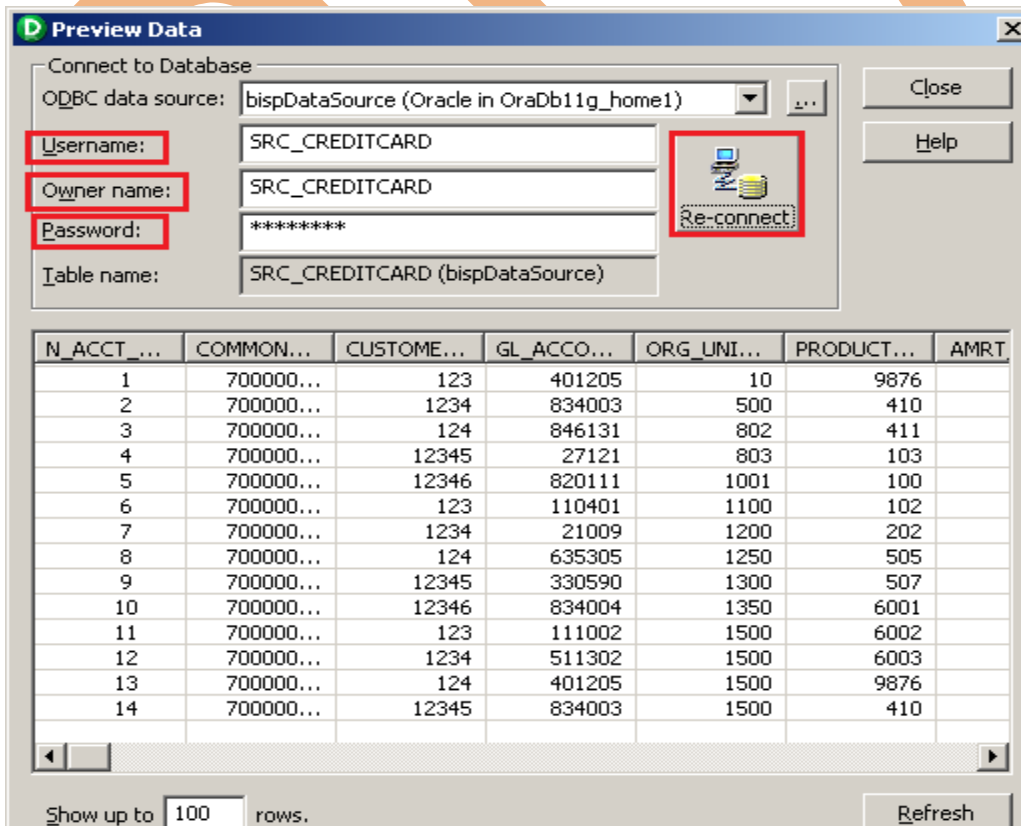 Preview Data
Connect to Database
ODBC data source: bispDataSource (Oracle in OraDb11g_home1) ... Close
Username: SRC_CREDITCARD Help
Owner name: SRC_CREDITCARD
Re-connect
Password: ********
Table name: SRC_CREDITCARD (bispDataSource)
N_ACCT_... COMMON... CUSTOME... GL_ACCO... ORG_UNI... PRODUCT... AMRT_
1 700000... 123 401205 10 9876
2 700000... 1234 834003 500 410
3 700000... 124 846131 802 411
4 700000... 12345 27121 803 103
5 700000... 12346 820111 1001 100
6 700000... 123 110401 1100 102
7 700000... 1234 21009 1200 202
8 700000... 124 635305 1250 505
9 700000... 12345 330590 1300 507
10 700000... 12346 834004 1350 6001
11 700000... 123 111002 1500 6002
12 700000... 1234 511302 1500 6003
13 700000... 124 401205 1500 9876
14 700000... 12345 834003 1500 410
Show up to 100 rows. Refresh